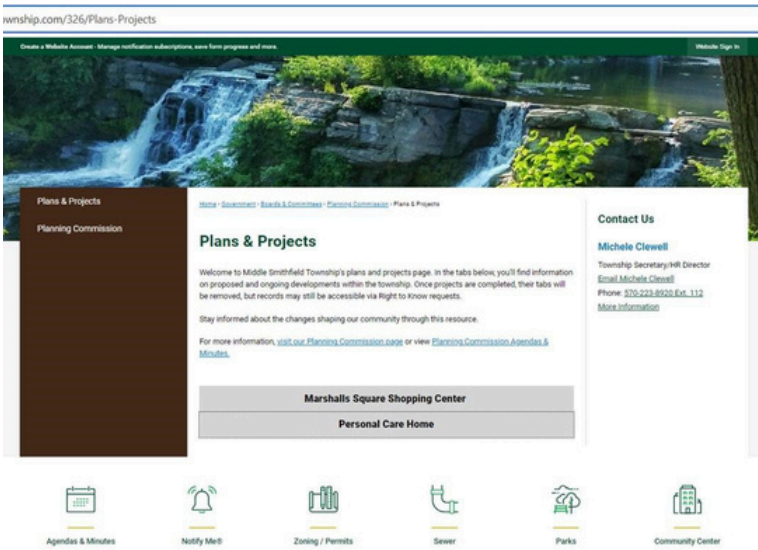 ownship.com/326/Plans-Projects
Create a Website Account - Manage notification subscriptions, save form progress and more.
Website Sign In
Plans & Projects
Planning Commission
Home › Government › Boards & Committees › Planning Commission › Plans & Projects
Plans & Projects
Welcome to Middle Smithfield Township's plans and projects page. In the tabs below, you'll find information
on proposed and ongoing developments within the township. Once projects are completed, their tabs will
be removed, but records may still be accessible via Right to Know requests.
Stay informed about the changes shaping our community through this resource.
For more information, visit our Planning Commission page or view Planning Commission Agendas &
Minutes.
Marshalls Square Shopping Center
Personal Care Home
Contact Us
Michele Clewell
Township Secretary/HR Director
Email Michele Clewell
Phone: 570-223-8920 Ext. 112
More Information
Agendas & Minutes
Notify Me®
Zoning / Permits
Sewer
Parks
Community Center